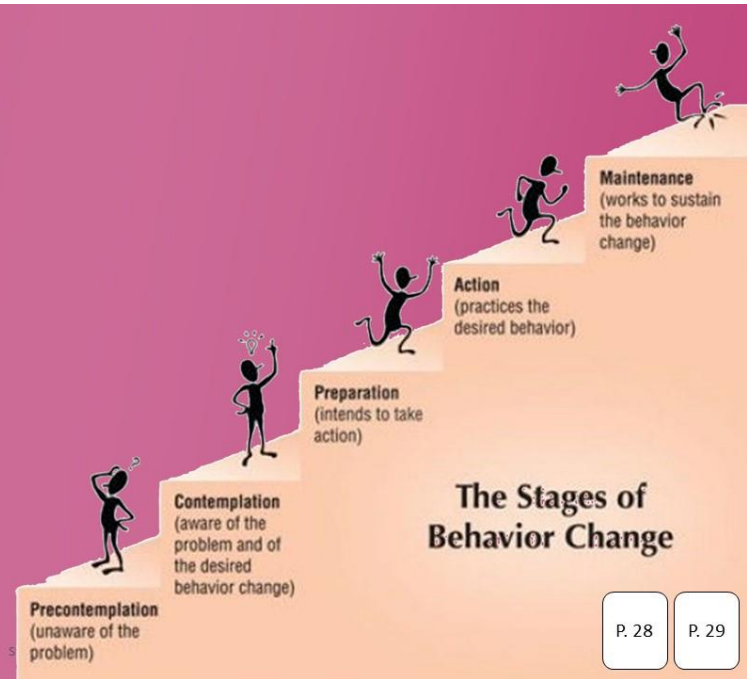 Maintenance
(works to sustain
the behavior
change)
Action
(practices the
desired behavior)
Preparation
(intends to take
action)
Contemplation
(aware of the
problem and of
the desired
behavior change)
Precontemplation
(unaware of the
problem)
The Stages of
Behavior Change
P. 28
P. 29
s
?